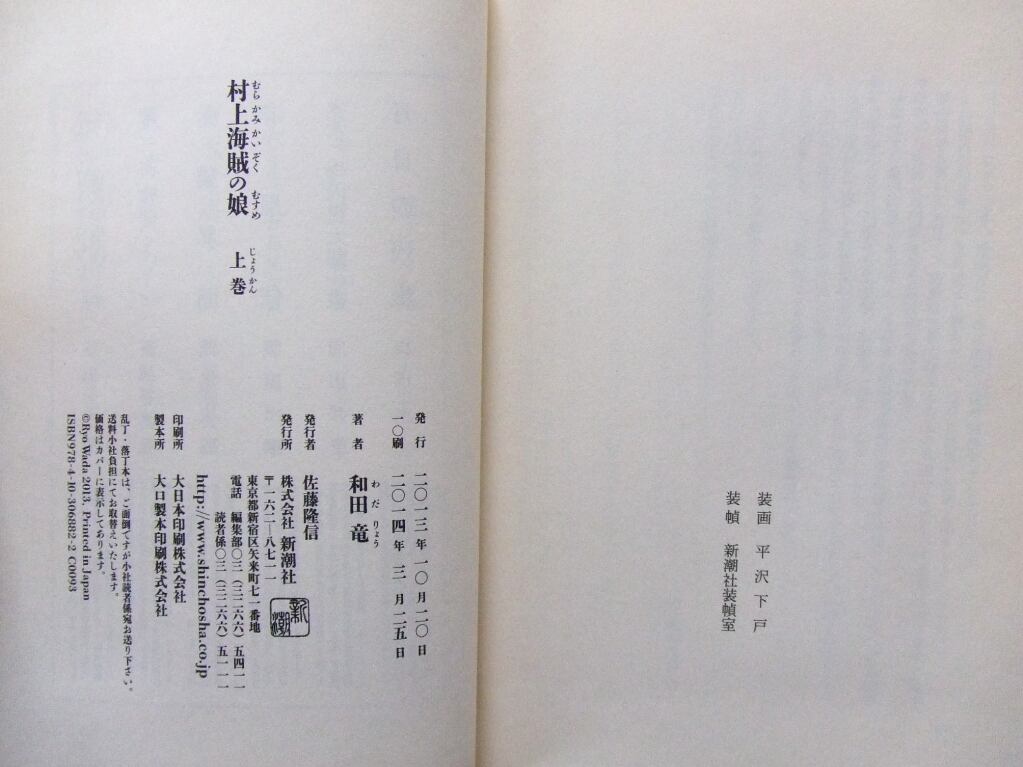 装画 平沢下戸
装幀 新潮社装幀室
むらかみかいぞく むすめ
村上海賊の娘
じょうかん
上巻
発行 二〇一三年一〇月二〇日
一〇刷 二〇一四年三月二五日
著者 和田竜
わだ りょう
発行者 佐藤隆信
発行所 株式会社 新潮社
新潮
〒一六二―八七一一
東京都新宿区矢来町七一番地
電話 編集部〇三(三二六六)五四一一
読者係〇三(三二六六)五一一一
http://www.shinchosha.co.jp
印刷所 大日本印刷株式会社
製本所 大口製本印刷株式会社
乱丁・落丁本は、ご面倒ですが小社読者係宛お送り下さい。
送料小社負担にてお取替えいたします。
価格はカバーに表示してあります。
©Ryo Wada 2013, Printed in Japan
ISBN978-4-10-306882-2 C0093